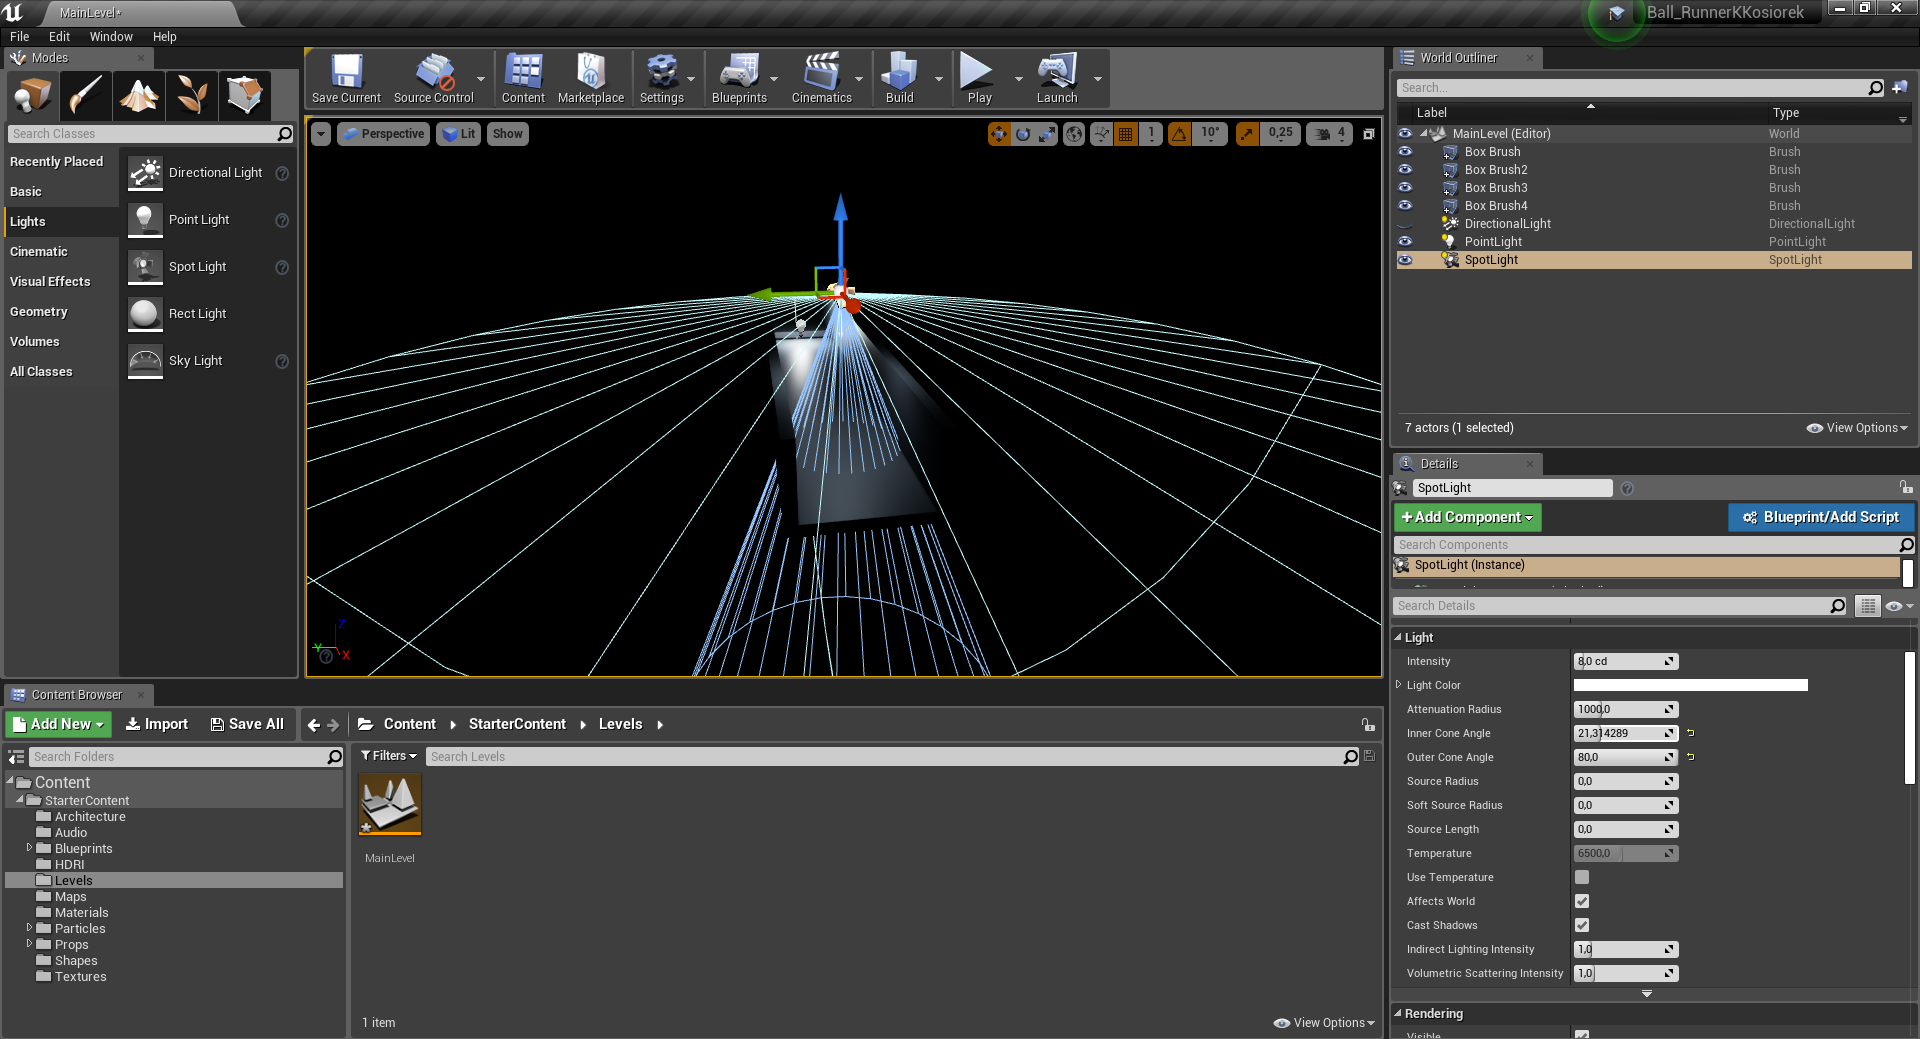 MainLevel*
Ball_RunnerKKosiorek
File Edit Window Help
Modes
Search Classes
Recently Placed
Basic
Lights
Cinematic
Visual Effects
Geometry
Volumes
All Classes
Directional Light
Point Light
Spot Light
Rect Light
Sky Light
Save Current
Source Control
Content
Marketplace
Settings
Blueprints
Cinematics
Build
Play
Launch
Perspective
Lit
Show
1
10°
0,25
4
Z
Y
X
World Outliner
Search...
Label Type
MainLevel (Editor) World
Box Brush Brush
Box Brush2 Brush
Box Brush3 Brush
Box Brush4 Brush
DirectionalLight DirectionalLight
PointLight PointLight
SpotLight SpotLight
7 actors (1 selected)
View Options
Details
SpotLight
+Add Component
Blueprint/Add Script
Search Components
SpotLight (Instance)
Search Details
Light
Intensity 8,0 cd
Light Color
Attenuation Radius 1000,0
Inner Cone Angle 21,314289
Outer Cone Angle 80,0
Source Radius 0,0
Soft Source Radius 0,0
Source Length 0,0
Temperature 6500,0
Use Temperature
Affects World
Cast Shadows
Indirect Lighting Intensity 1,0
Volumetric Scattering Intensity 1,0
Rendering
Visible
Content Browser
Add New
Import
Save All
Content
StarterContent
Levels
Search Folders
Filters
Search Levels
Content
StarterContent
Architecture
Audio
Blueprints
HDRI
Levels
Maps
Materials
Particles
Props
Shapes
Textures
MainLevel
1 item
View Options